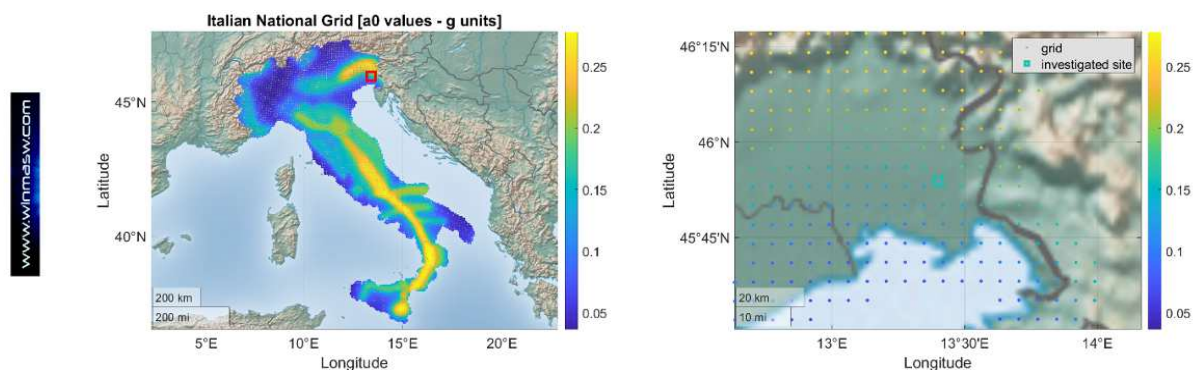 www.winmasw.com
Italian National Grid [a0 values - g units]
Latitude
45°N
40°N
200 km
200 mi
5°E
10°E
15°E
20°E
Longitude
0.25
0.2
0.15
0.1
0.05
Latitude
46°15'N
46°N
45°45'N
grid
investigated site
20 km
10 mi
13°E
13°30'E
14°E
Longitude
0.25
0.2
0.15
0.1
0.05